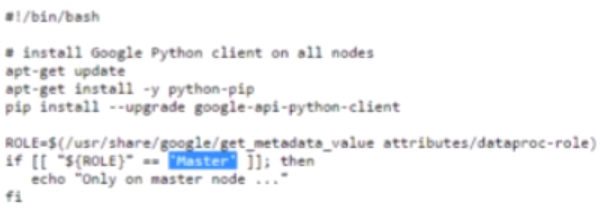 #!/bin/bash
# install Google Python client on all nodes
apt-get update
apt-get install -y python-pip
pip install --upgrade google-api-python-client
ROLE=$(/usr/share/google/get_metadata_value attributes/dataproc-role)
if [[ "${ROLE}" == 'Master' ]]; then
echo "Only on master node ..."
fi